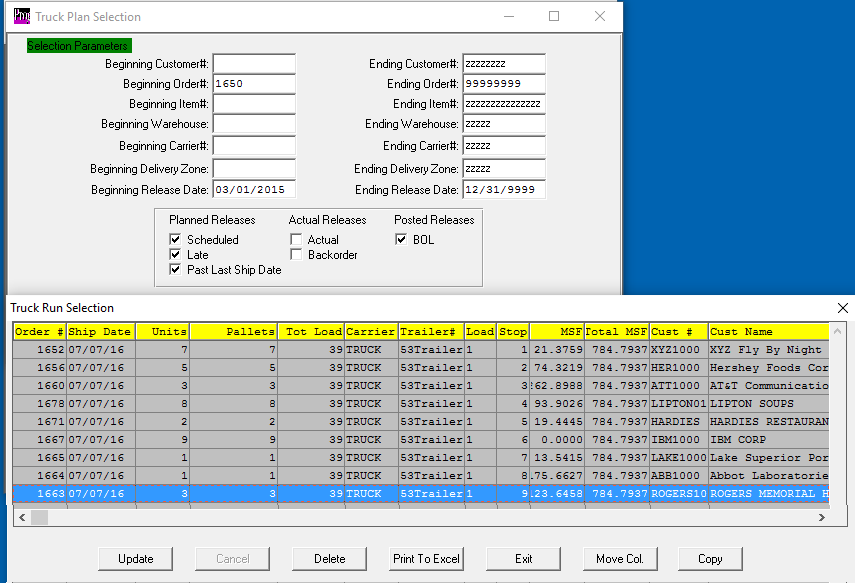 Truck Plan Selection
Selection Parameters
Beginning Customer#: Ending Customer#: zzzzzzzz
Beginning Order#: 1650 Ending Order#: 99999999
Beginning Item#: Ending Item#: zzzzzzzzzzzzzzz
Beginning Warehouse: Ending Warehouse: zzzzz
Beginning Carrier#: Ending Carrier#: zzzzz
Beginning Delivery Zone: Ending Delivery Zone: zzzzz
Beginning Release Date: 03/01/2015 Ending Release Date: 12/31/9999
Planned Releases Actual Releases Posted Releases
Scheduled Actual BOL
Late Backorder
Past Last Ship Date
Truck Run Selection
Order # Ship Date Units Pallets Tot Load Carrier Trailer# Load Stop MSF Total MSF Cust # Cust Name
1652 07/07/16 7 7 39 TRUCK 53Trailer 1 1 21.3759 784.7937 XYZ1000 XYZ Fly By Night
1656 07/07/16 5 5 39 TRUCK 53Trailer 1 2 74.3219 784.7937 HER1000 Hershey Foods Cor
1660 07/07/16 3 3 39 TRUCK 53Trailer 1 3 62.8988 784.7937 ATT1000 AT&T Communicatio
1678 07/07/16 8 8 39 TRUCK 53Trailer 1 4 93.9026 784.7937 LIPTON01 LIPTON SOUPS
1671 07/07/16 2 2 39 TRUCK 53Trailer 1 5 19.4445 784.7937 HARDIES HARDIES RESTAURAN
1667 07/07/16 9 9 39 TRUCK 53Trailer 1 6 0.0000 784.7937 IBM1000 IBM CORP
1665 07/07/16 1 1 39 TRUCK 53Trailer 1 7 13.5415 784.7937 LAKE1000 Lake Superior Por
1664 07/07/16 1 1 39 TRUCK 53Trailer 1 8 75.6627 784.7937 ABB1000 Abbot Laboratorie
1663 07/07/16 3 3 39 TRUCK 53Trailer 1 9 23.6458 784.7937 ROGERS10 ROGERS MEMORIAL H
Update Cancel Delete Print To Excel Exit Move Col. Copy